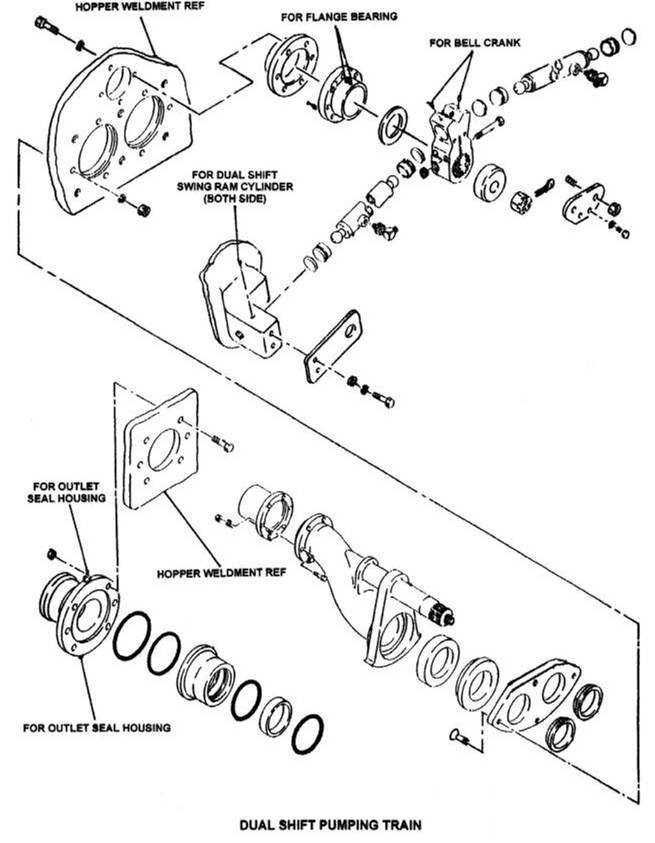 HOPPER WELDMENT REF
FOR FLANGE BEARING
FOR BELL CRANK
FOR DUAL SHIFT
SWING RAM CYLINDER
(BOTH SIDE)
FOR OUTLET
SEAL HOUSING
HOPPER WELDMENT REF
FOR OUTLET SEAL HOUSING
DUAL SHIFT PUMPING TRAIN